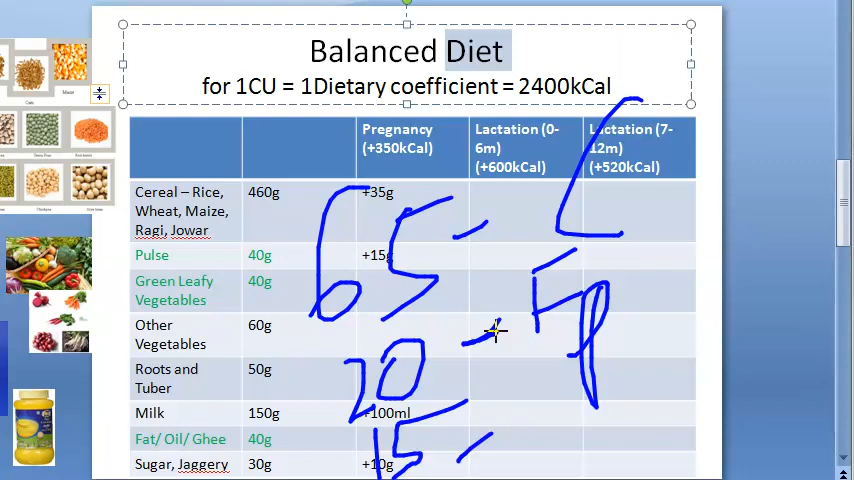 Balanced Diet
for 1CU = 1Dietary coefficient = 2400kCal
Pregnancy (+350kCal)
Lactation (0-6m) (+600kCal)
Lactation (7-12m) (+520kCal)
Cereal – Rice, Wheat, Maize, Ragi, Jowar 460g +35g
Pulse 40g +15g
Green Leafy Vegetables 40g
Other Vegetables 60g
Roots and Tuber 50g
Milk 150g +100ml
Fat/ Oil/ Ghee 40g
Sugar, Jaggery 30g +10g
65 - C
20 - F
15 - P